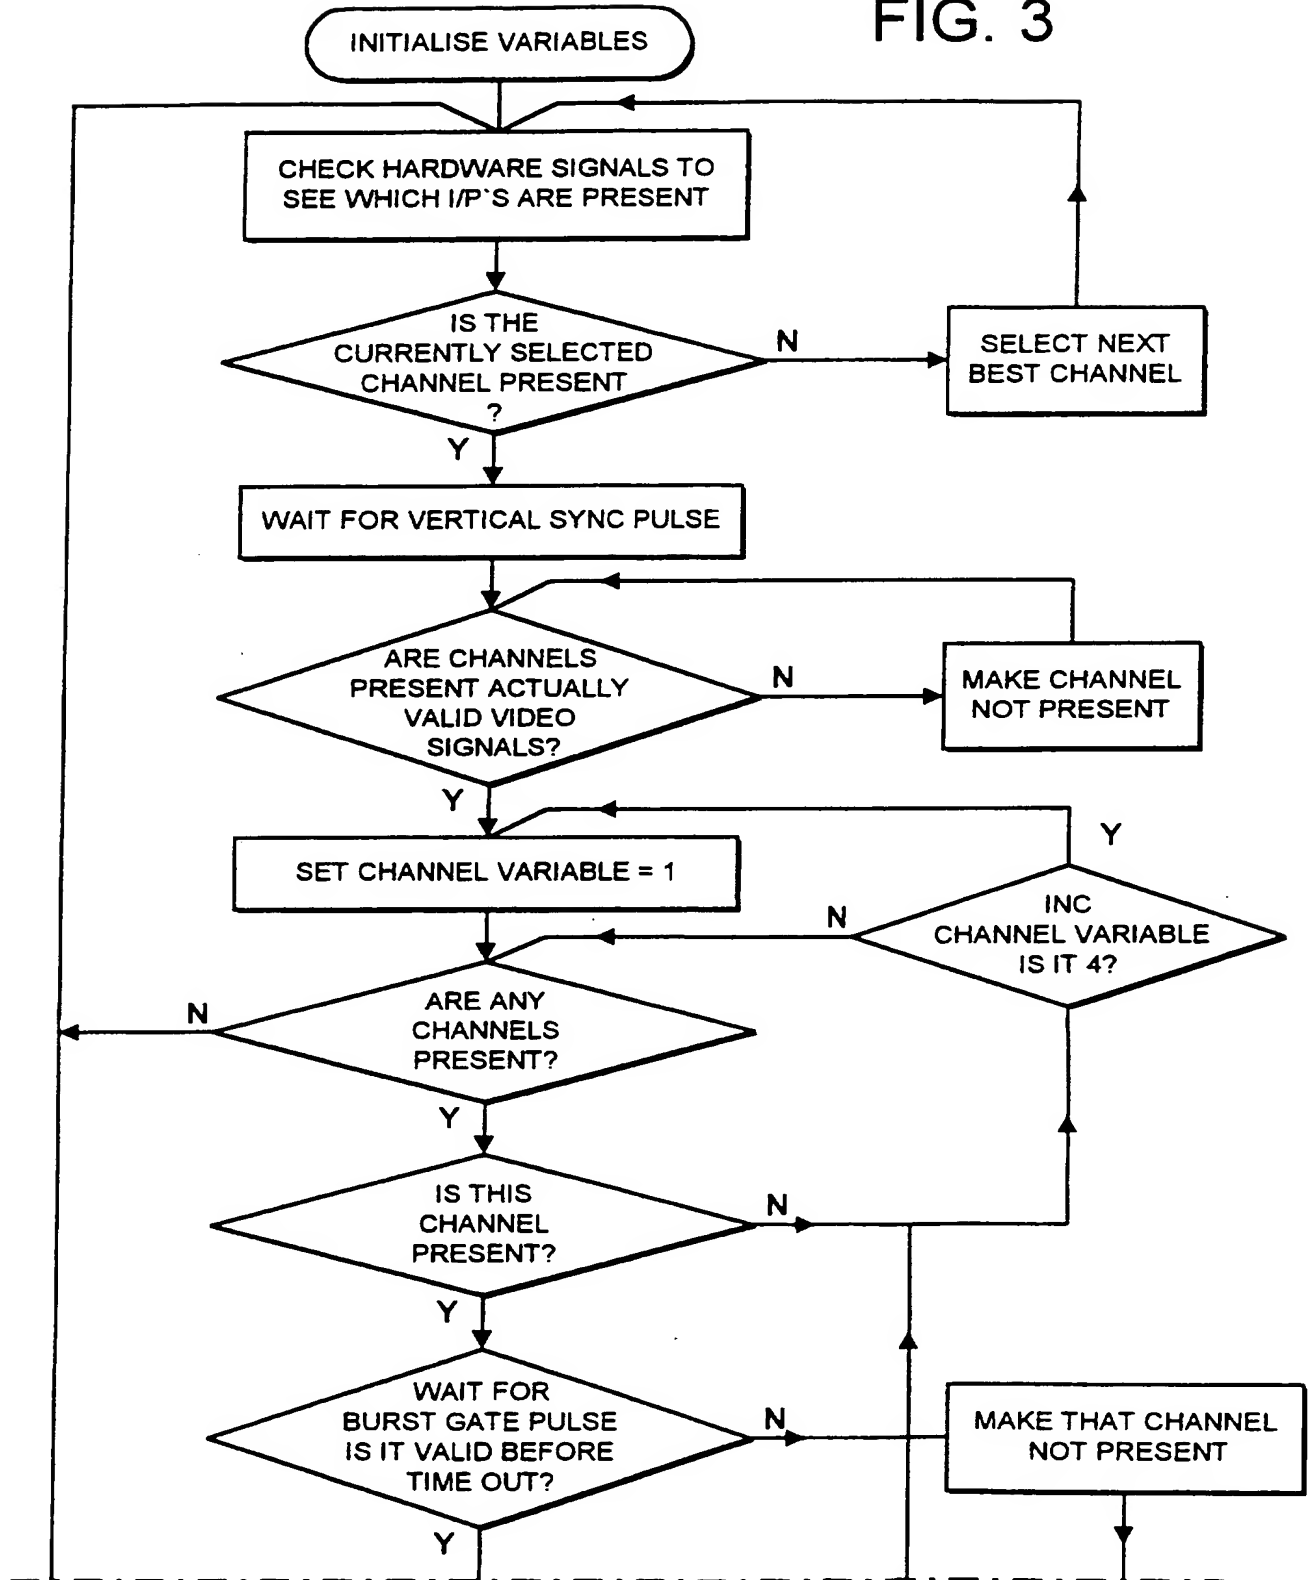 FIG. 3
INITIALISE VARIABLES
CHECK HARDWARE SIGNALS TO
SEE WHICH I/P`S ARE PRESENT
IS THE
CURRENTLY SELECTED
CHANNEL PRESENT
?
N
SELECT NEXT
BEST CHANNEL
Y
WAIT FOR VERTICAL SYNC PULSE
ARE CHANNELS
PRESENT ACTUALLY
VALID VIDEO
SIGNALS?
N
MAKE CHANNEL
NOT PRESENT
Y
SET CHANNEL VARIABLE = 1
Y
INC
CHANNEL VARIABLE
IS IT 4?
N
ARE ANY
CHANNELS
PRESENT?
N
Y
IS THIS
CHANNEL
PRESENT?
N
Y
WAIT FOR
BURST GATE PULSE
IS IT VALID BEFORE
TIME OUT?
N
MAKE THAT CHANNEL
NOT PRESENT
Y